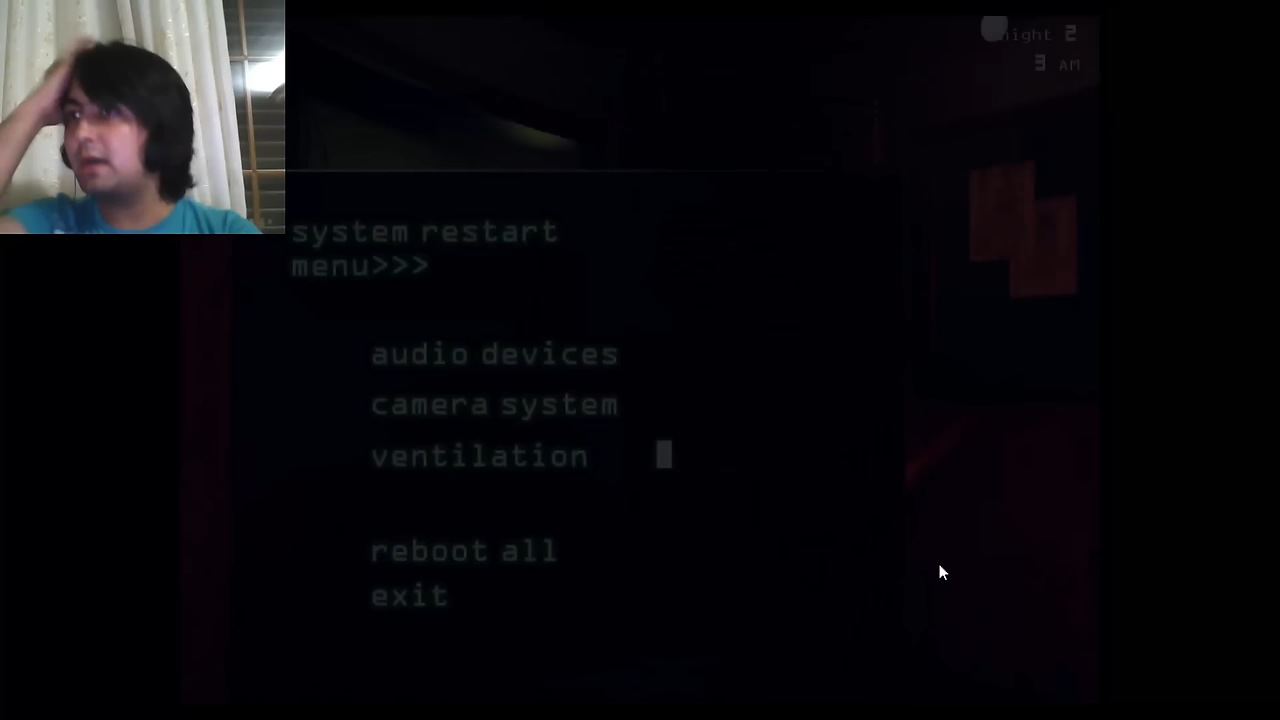 night 2
3 AM
system restart
menu>>>
audio devices
camera system
ventilation
reboot all
exit